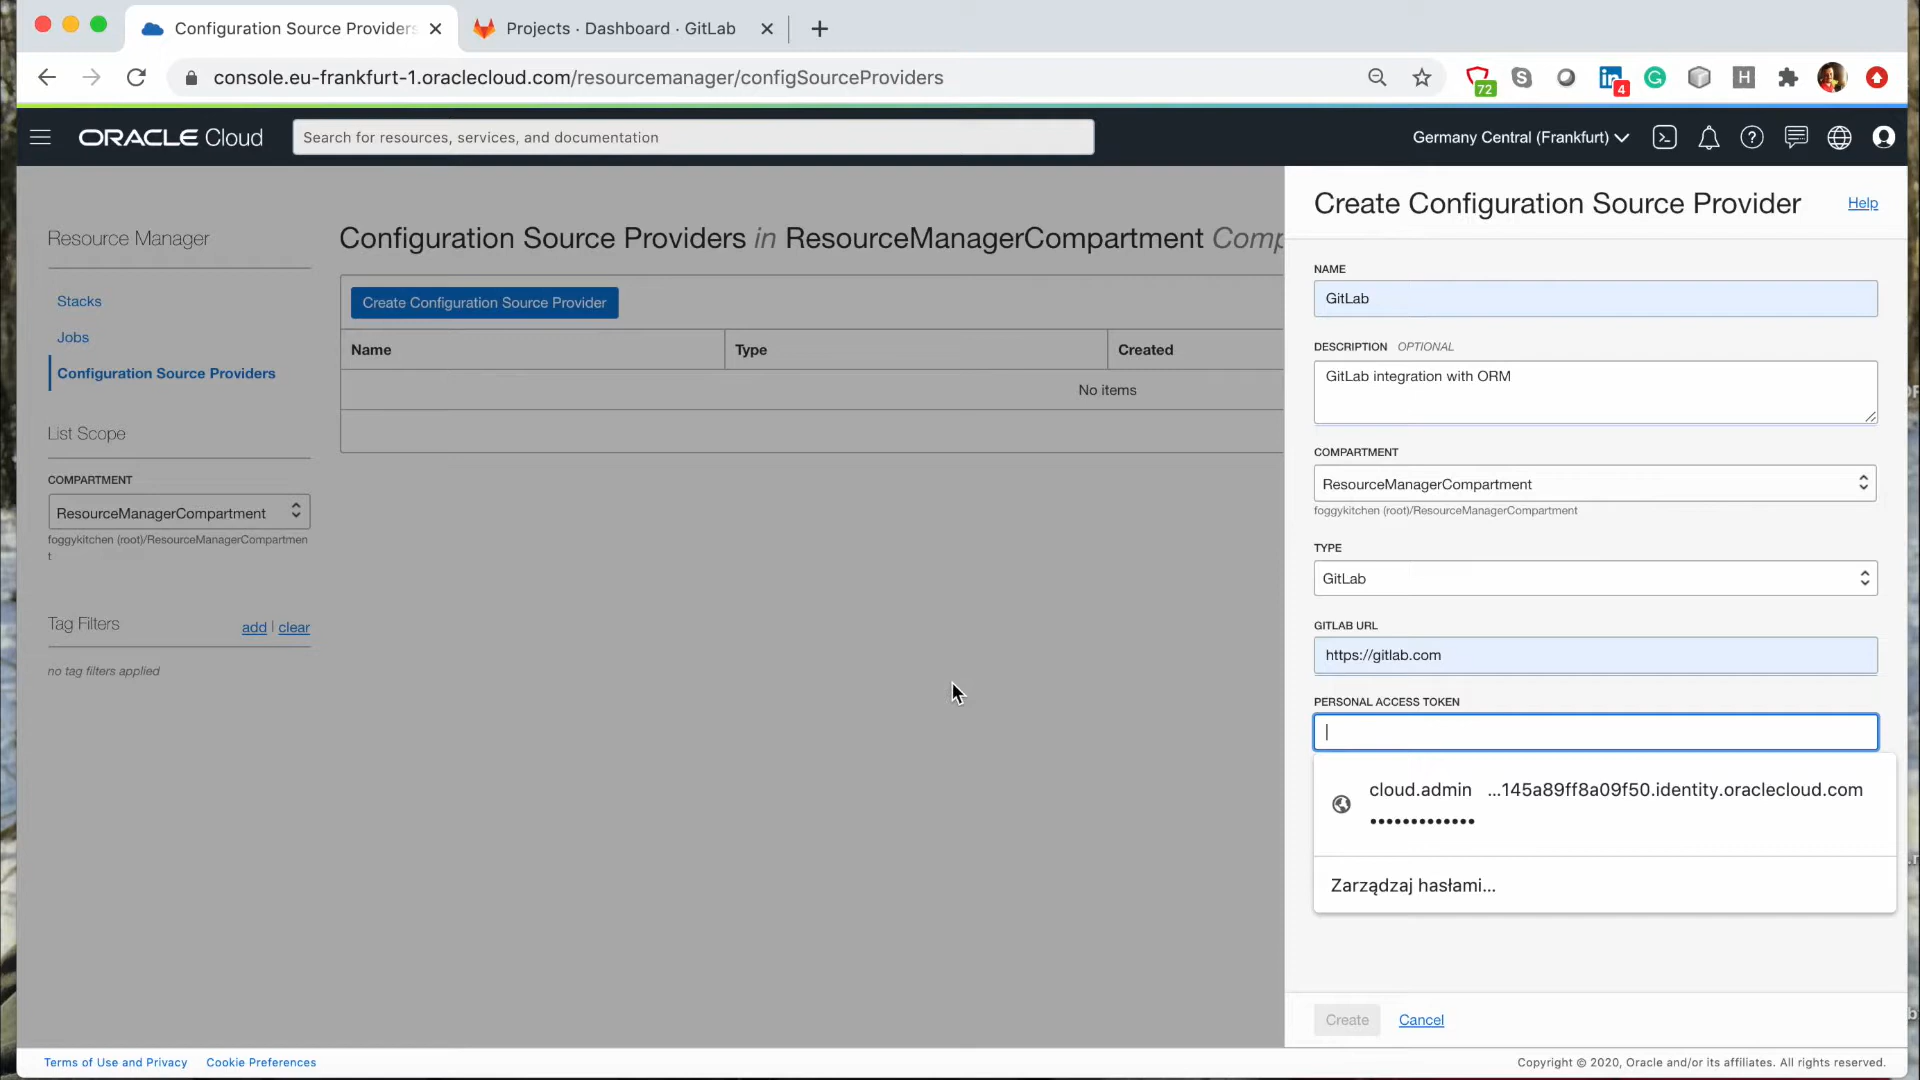 Configuration Source Providers
Projects · Dashboard · GitLab
console.eu-frankfurt-1.oraclecloud.com/resourcemanager/configSourceProviders
72
4
H
ORACLE Cloud
Search for resources, services, and documentation
Germany Central (Frankfurt)
Resource Manager
Stacks
Jobs
Configuration Source Providers
List Scope
COMPARTMENT
ResourceManagerCompartment
foggykitchen (root)/ResourceManagerCompartmen
t
Tag Filters
add | clear
no tag filters applied
Configuration Source Providers in ResourceManagerCompartment Comp
Create Configuration Source Provider
Name Type Created
No items
Create Configuration Source Provider
Help
NAME
GitLab
DESCRIPTION OPTIONAL
GitLab integration with ORM
COMPARTMENT
ResourceManagerCompartment
foggykitchen (root)/ResourceManagerCompartment
TYPE
GitLab
GITLAB URL
https://gitlab.com
PERSONAL ACCESS TOKEN
cloud.admin ...145a89ff8a09f50.identity.oraclecloud.com
•••••••••••••
Zarządzaj hasłami...
Create Cancel
Terms of Use and Privacy Cookie Preferences
Copyright © 2020, Oracle and/or its affiliates. All rights reserved.